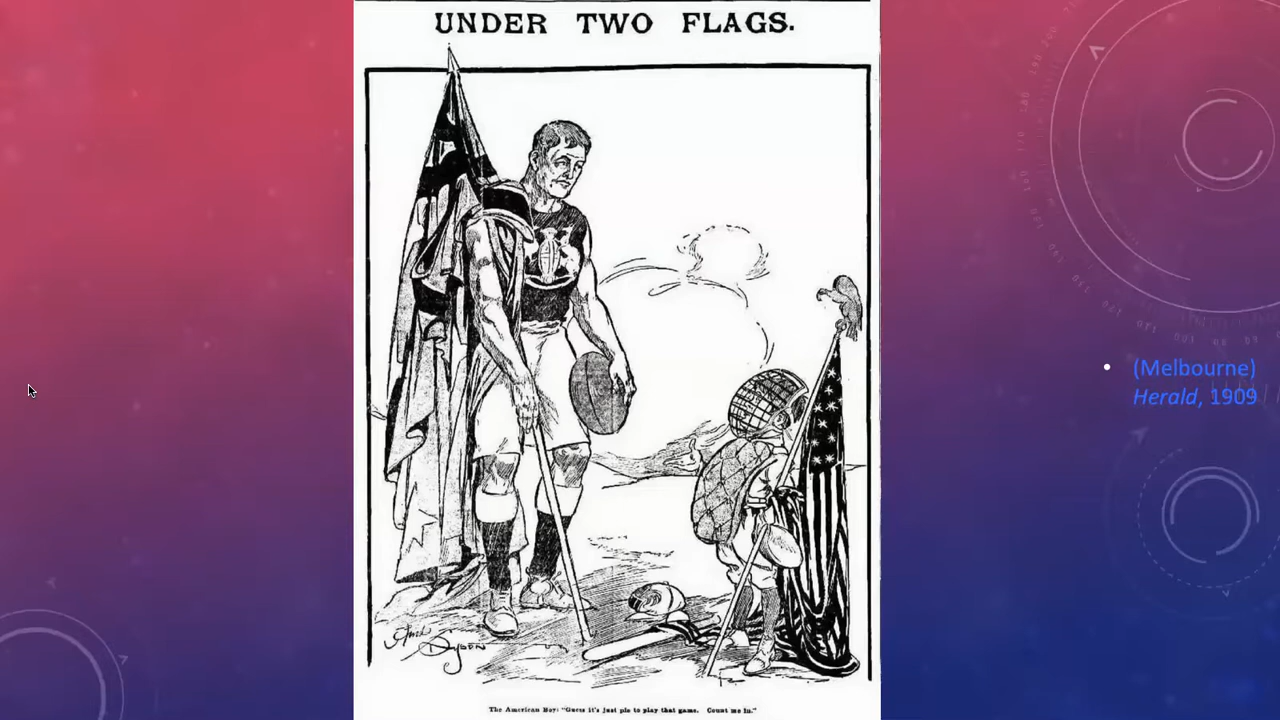 UNDER TWO FLAGS.
• (Melbourne)
Herald, 1909
Dyson
The American Boy: "Guess it's just pie to play that game. Count me in."